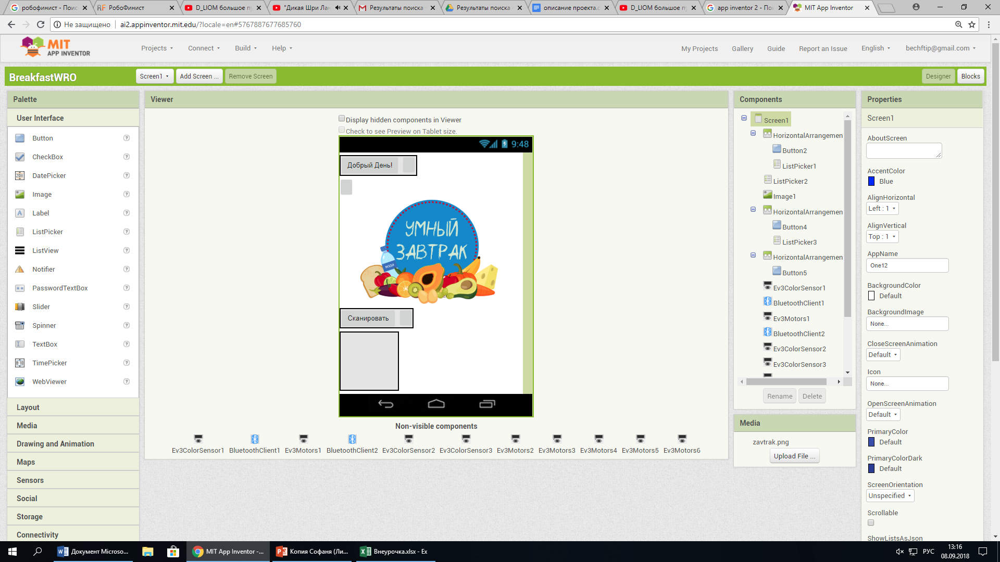 робофинист - Поис
РобоФинист
D_LIOM большое п
"Дикая Шри Лан
Результаты поиска -
Результаты поиска -
описание проекта.
D_LIOM большое п
app inventor 2 - Пои
MIT App Inventor
Не защищено
ai2.appinventor.mit.edu/?locale=en#5767887677685760
MIT
APP INVENTOR
Projects
Connect
Build
Help
My Projects
Gallery
Guide
Report an Issue
English
bechftip@gmail.com
BreakfastWRO
Screen1
Add Screen ...
Remove Screen
Designer
Blocks
Palette
User Interface
Button
CheckBox
DatePicker
Image
Label
ListPicker
ListView
Notifier
PasswordTextBox
Slider
Spinner
TextBox
TimePicker
WebViewer
Layout
Media
Drawing and Animation
Maps
Sensors
Social
Storage
Connectivity
Viewer
Display hidden components in Viewer
Check to see Preview on Tablet size.
9:48
Добрый День!
УМНЫЙ
ЗАВТРАК
вода
Сканировать
Non-visible components
Ev3ColorSensor1
BluetoothClient1
Ev3Motors1
BluetoothClient2
Ev3ColorSensor2
Ev3ColorSensor3
Ev3Motors2
Ev3Motors3
Ev3Motors4
Ev3Motors5
Ev3Motors6
Components
Screen1
HorizontalArrangemen
Button2
ListPicker1
ListPicker2
Image1
HorizontalArrangemen
Button4
ListPicker3
HorizontalArrangemen
Button5
Ev3ColorSensor1
BluetoothClient1
Ev3Motors1
BluetoothClient2
Ev3ColorSensor2
Ev3ColorSensor3
Rename
Delete
Media
zavtrak.png
Upload File ...
Properties
Screen1
AboutScreen
AccentColor
Blue
AlignHorizontal
Left : 1
AlignVertical
Top : 1
AppName
One12
BackgroundColor
Default
BackgroundImage
None...
CloseScreenAnimation
Default
Icon
None...
OpenScreenAnimation
Default
PrimaryColor
Default
PrimaryColorDark
Default
ScreenOrientation
Unspecified
Scrollable
ShowListsAsJson
Документ Microso...
MIT App Inventor -...
Копия Софаня (Ли...
Внеурочка.xlsx - Ex
РУС
13:16
08.09.2018